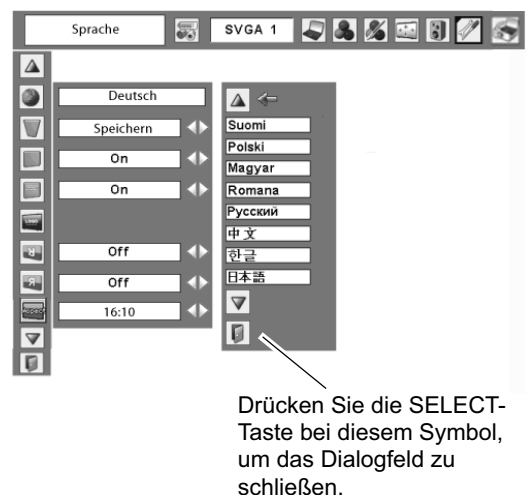 Sprache
SVGA 1
Deutsch
Speichern
On
On
Off
Off
16:10
Suomi
Polski
Magyar
Romana
Русский
中文
한글
日本語
Drücken Sie die SELECT-
Taste bei diesem Symbol,
um das Dialogfeld zu
schließen.